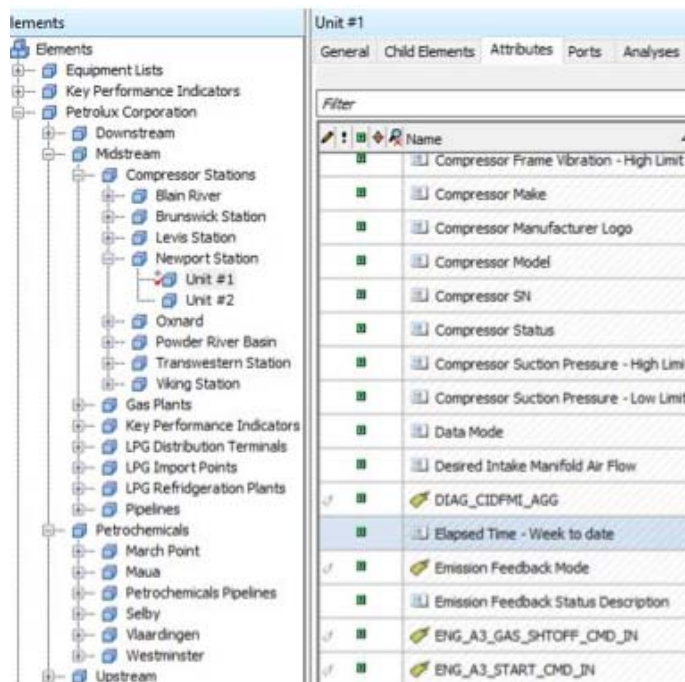 lements
Elements
Equipment Lists
Key Performance Indicators
Petrolux Corporation
Downstream
Midstream
Compressor Stations
Blain River
Brunswick Station
Levis Station
Newport Station
Unit #1
Unit #2
Oxnard
Powder River Basin
Transwestern Station
Viking Station
Gas Plants
Key Performance Indicators
LPG Distribution Terminals
LPG Import Points
LPG Refridgeration Plants
Pipelines
Petrochemicals
March Point
Maua
Petrochemicals Pipelines
Selby
Vlaardingen
Westminster
Upstream
Unit #1
General Child Elements Attributes Ports Analyses
Filter
Name
Compressor Frame Vibration - High Limit
Compressor Make
Compressor Manufacturer Logo
Compressor Model
Compressor SN
Compressor Status
Compressor Suction Pressure - High Limi
Compressor Suction Pressure - Low Limit
Data Mode
Desired Intake Manifold Air Flow
DIAG_CIDFMI_AGG
Elapsed Time - Week to date
Emission Feedback Mode
Emission Feedback Status Description
ENG_A3_GAS_SHTOFF_CMD_IN
ENG_A3_START_CMD_IN